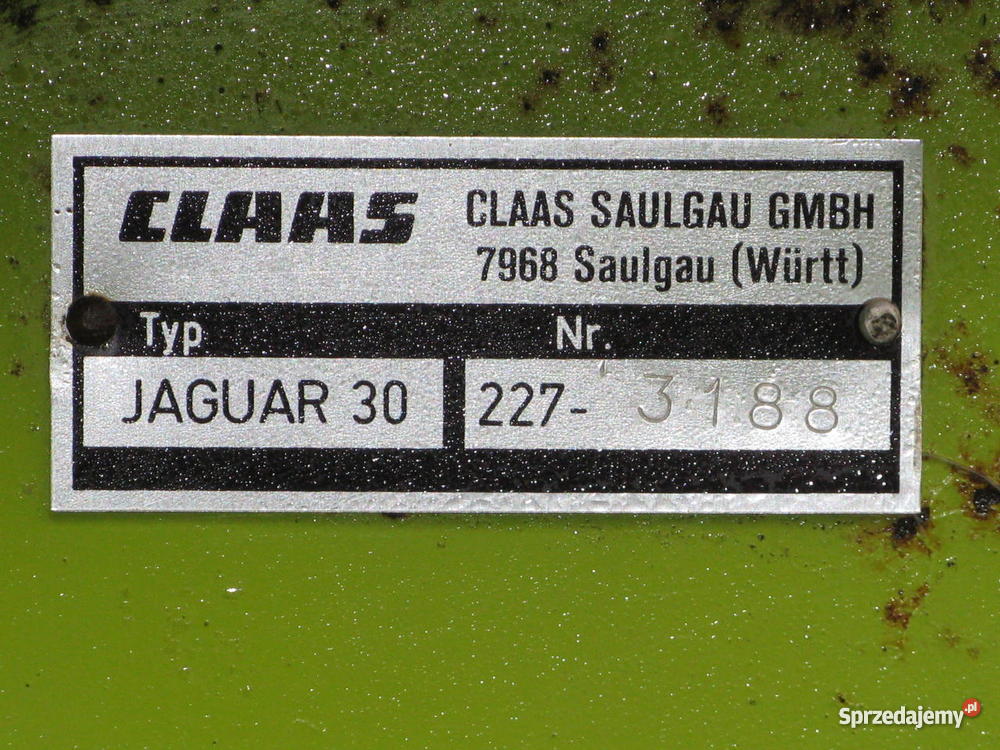 CLAAS
CLAAS SAULGAU GMBH
7968 Saulgau (Württ)
Typ Nr.
JAGUAR 30 227- 3188
Sprzedajemy.pl